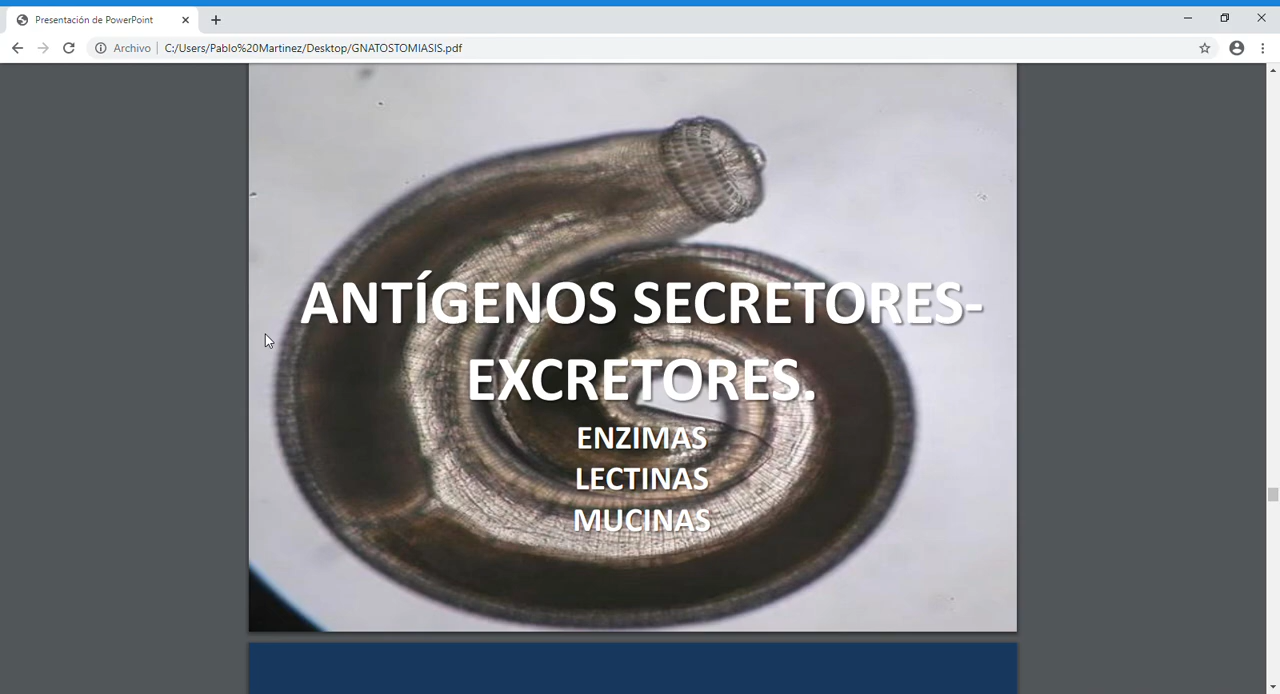 Presentación de PowerPoint
Archivo
C:/Users/Pablo%20Martinez/Desktop/GNATOSTOMIASIS.pdf
ANTÍGENOS SECRETORES-
EXCRETORES.
ENZIMAS
LECTINAS
MUCINAS